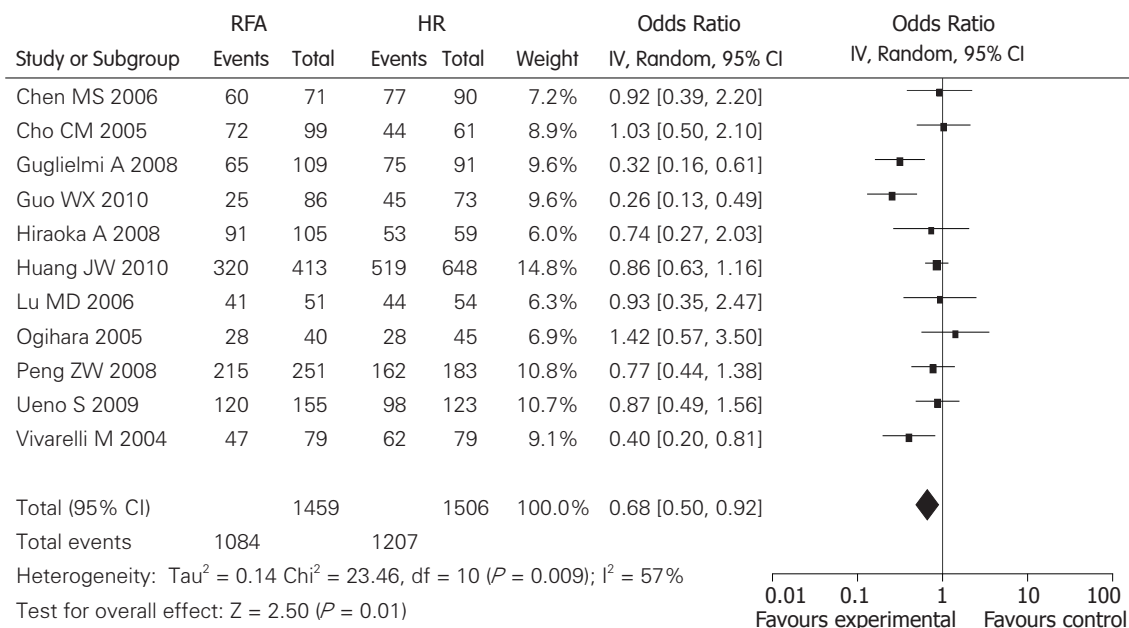 RFA HR Odds Ratio Odds Ratio
Study or Subgroup Events Total Events Total Weight IV, Random, 95% CI IV, Random, 95% CI
Chen MS 2006 60 71 77 90 7.2% 0.92 [0.39, 2.20]
Cho CM 2005 72 99 44 61 8.9% 1.03 [0.50, 2.10]
Guglielmi A 2008 65 109 75 91 9.6% 0.32 [0.16, 0.61]
Guo WX 2010 25 86 45 73 9.6% 0.26 [0.13, 0.49]
Hiraoka A 2008 91 105 53 59 6.0% 0.74 [0.27, 2.03]
Huang JW 2010 320 413 519 648 14.8% 0.86 [0.63, 1.16]
Lu MD 2006 41 51 44 54 6.3% 0.93 [0.35, 2.47]
Ogihara 2005 28 40 28 45 6.9% 1.42 [0.57, 3.50]
Peng ZW 2008 215 251 162 183 10.8% 0.77 [0.44, 1.38]
Ueno S 2009 120 155 98 123 10.7% 0.87 [0.49, 1.56]
Vivarelli M 2004 47 79 62 79 9.1% 0.40 [0.20, 0.81]
Total (95% CI) 1459 1506 100.0% 0.68 [0.50, 0.92]
Total events 1084 1207
Heterogeneity: Tau² = 0.14 Chi² = 23.46, df = 10 (P = 0.009); I² = 57%
Test for overall effect: Z = 2.50 (P = 0.01)
0.01 0.1 1 10 100
Favours experimental Favours control